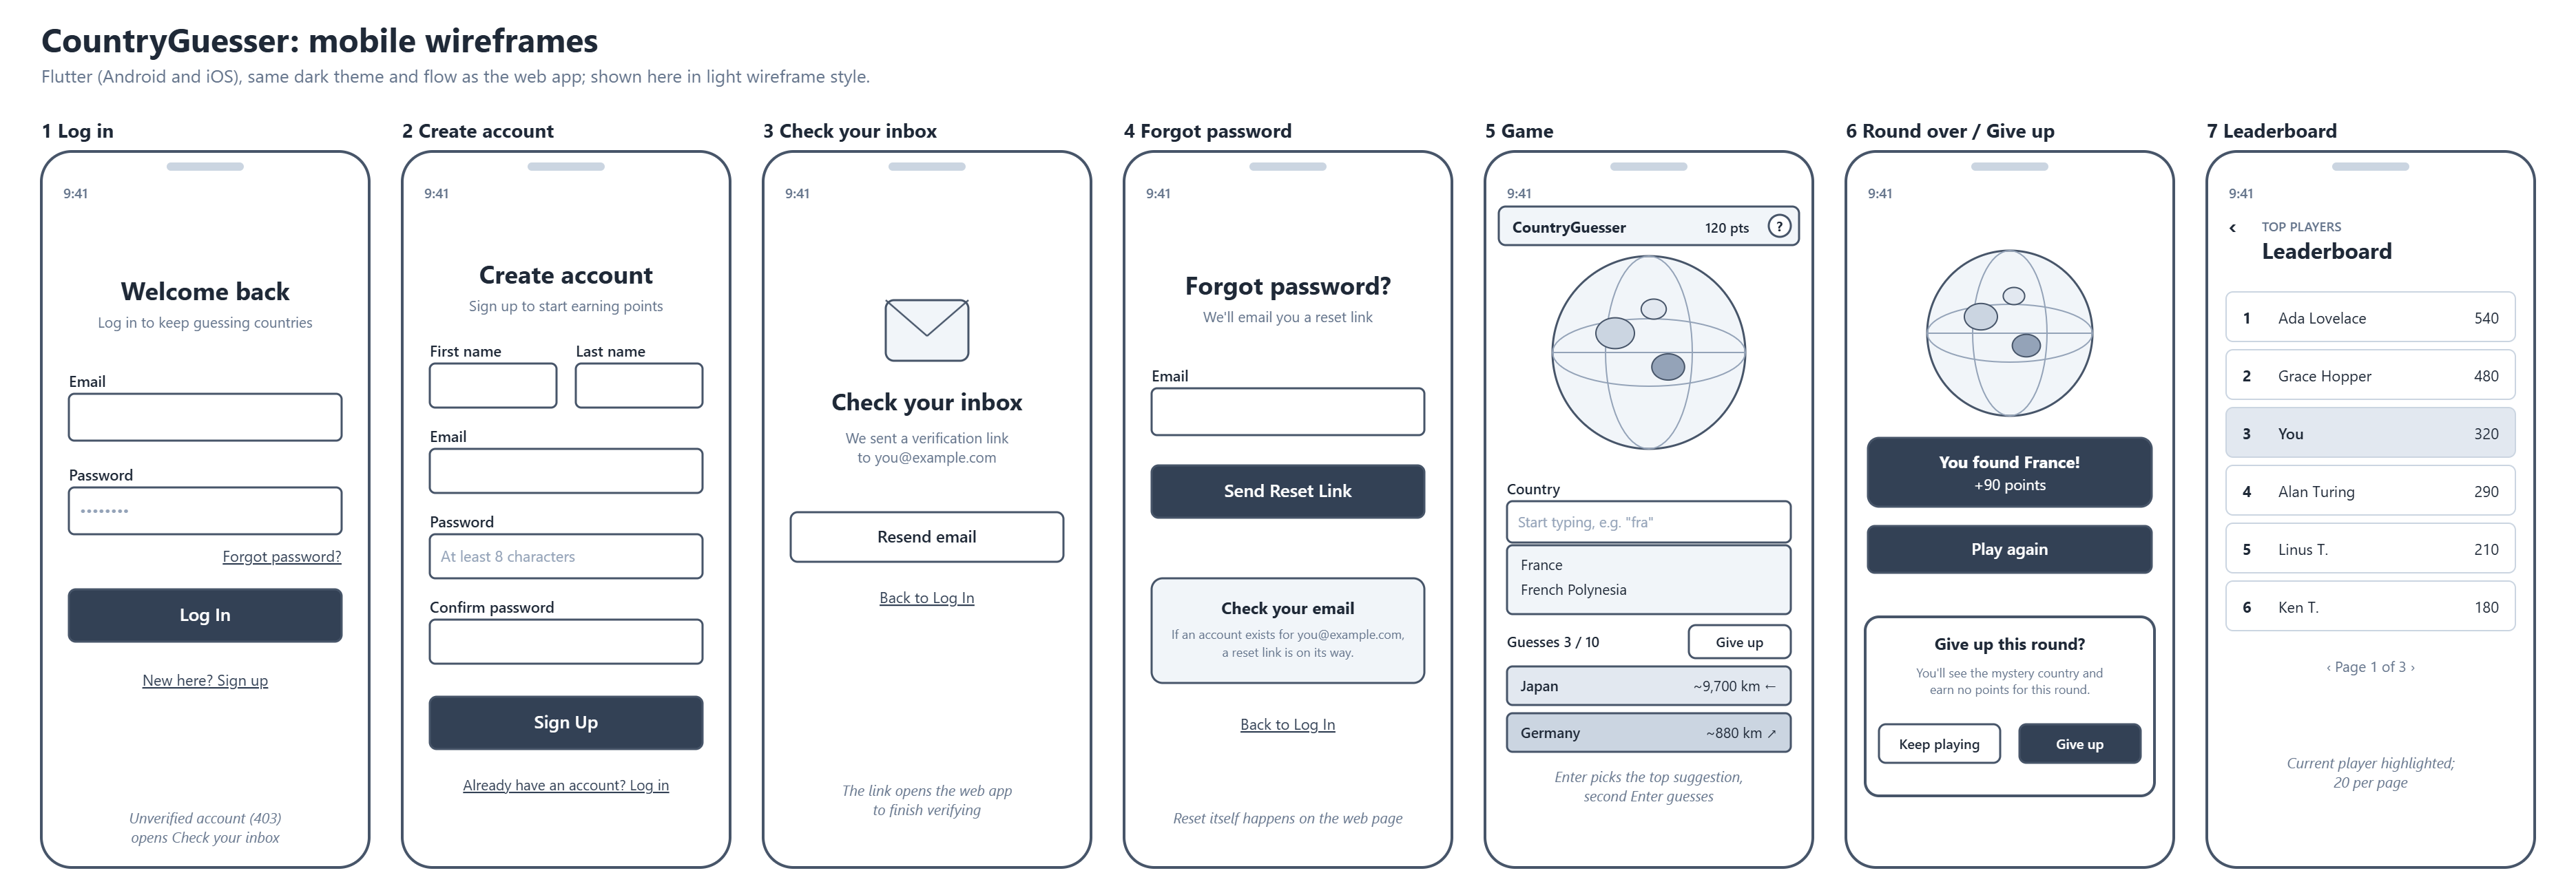 CountryGuesser: mobile wireframes
Flutter (Android and iOS), same dark theme and flow as the web app; shown here in light wireframe style.
1 Log in
9:41
Welcome back
Log in to keep guessing countries
Email
Password
••••••••
Forgot password?
Log In
New here? Sign up
Unverified account (403)
opens Check your inbox
2 Create account
9:41
Create account
Sign up to start earning points
First name
Last name
Email
Password
At least 8 characters
Confirm password
Sign Up
Already have an account? Log in
3 Check your inbox
9:41
Check your inbox
We sent a verification link
to you@example.com
Resend email
Back to Log In
The link opens the web app
to finish verifying
4 Forgot password
9:41
Forgot password?
We'll email you a reset link
Email
Send Reset Link
Check your email
If an account exists for you@example.com,
a reset link is on its way.
Back to Log In
Reset itself happens on the web page
5 Game
9:41
CountryGuesser 120 pts ?
Country
Start typing, e.g. "fra"
France
French Polynesia
Guesses 3 / 10 Give up
Japan ~9,700 km ←
Germany ~880 km ↗
Enter picks the top suggestion,
second Enter guesses
6 Round over / Give up
9:41
You found France!
+90 points
Play again
Give up this round?
You'll see the mystery country and
earn no points for this round.
Keep playing
Give up
7 Leaderboard
9:41
‹ TOP PLAYERS
Leaderboard
1 Ada Lovelace 540
2 Grace Hopper 480
3 You 320
4 Alan Turing 290
5 Linus T. 210
6 Ken T. 180
‹ Page 1 of 3 ›
Current player highlighted;
20 per page